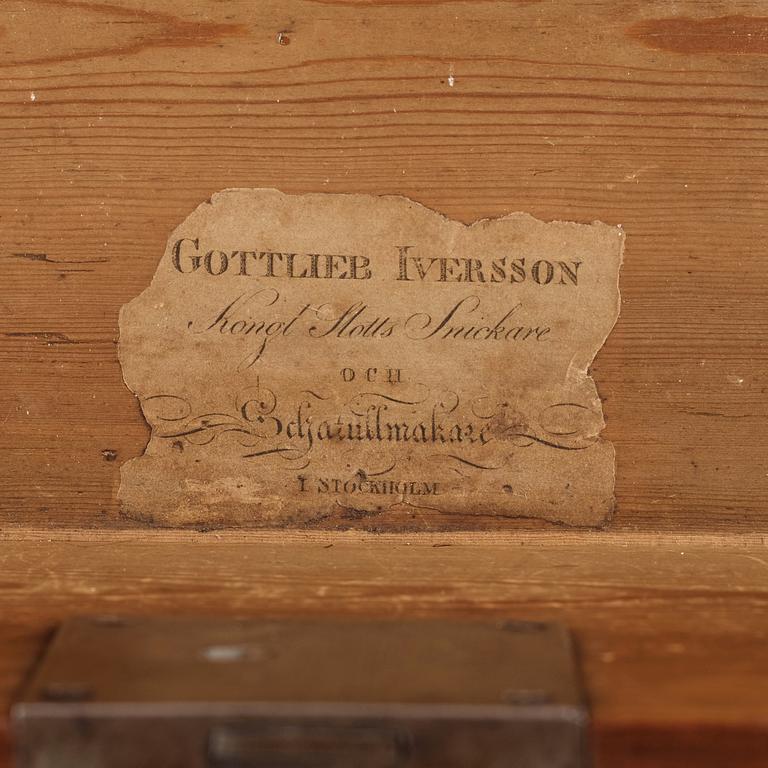 GOTTLIEB IVERSSON
Kongl Slotts Snickare
OCH
Schatullmakare
I STOCKHOLM